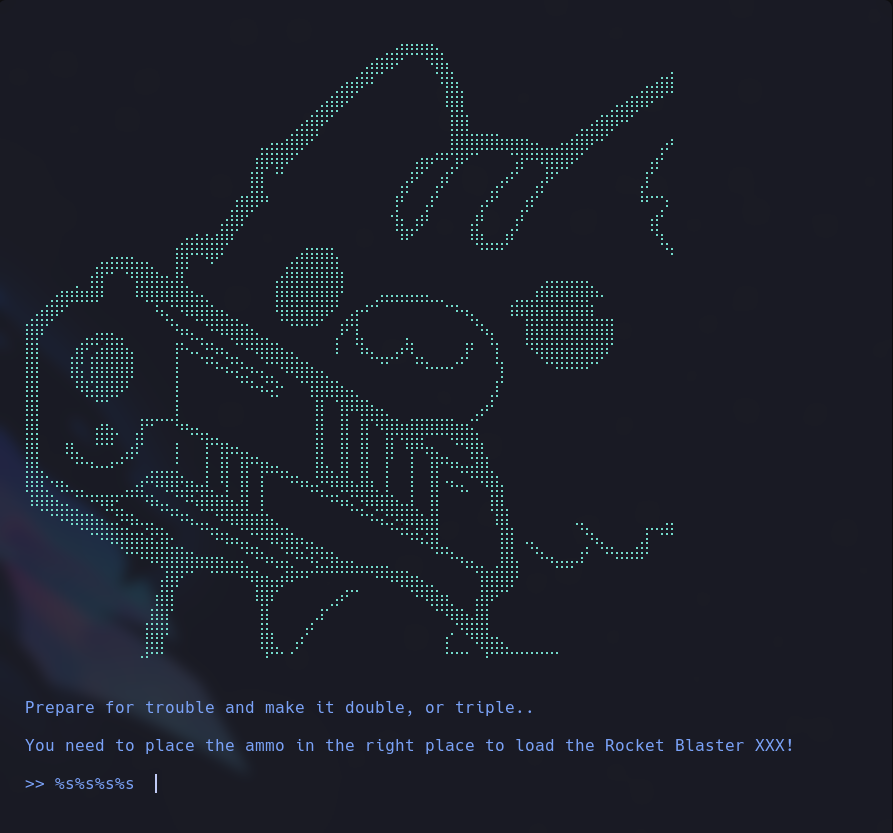 Prepare for trouble and make it double, or triple..
You need to place the ammo in the right place to load the Rocket Blaster XXX!
>> %s%s%s%s